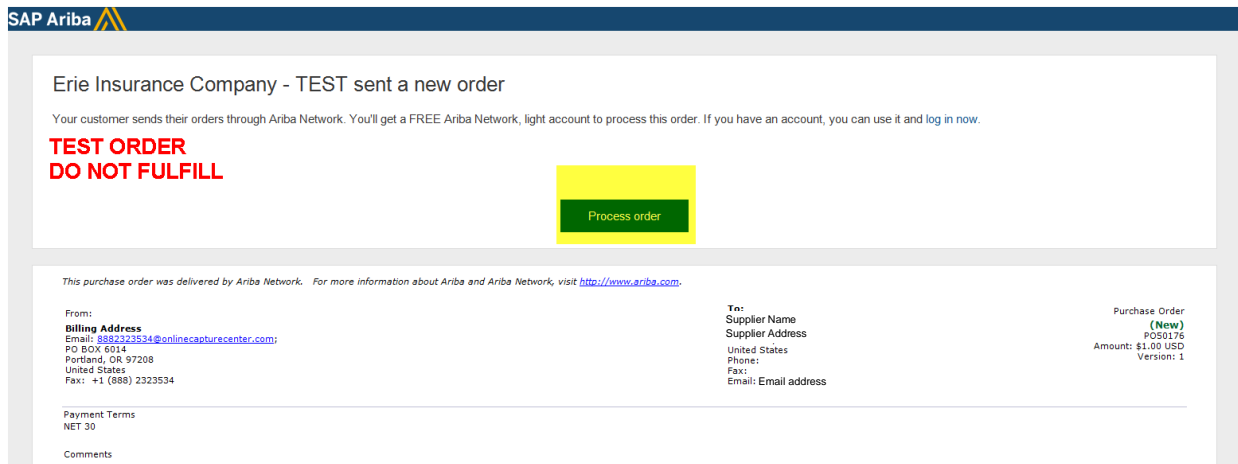 SAP Ariba
Erie Insurance Company - TEST sent a new order
Your customer sends their orders through Ariba Network. You'll get a FREE Ariba Network, light account to process this order. If you have an account, you can use it and log in now.
TEST ORDER
DO NOT FULFILL
Process order
This purchase order was delivered by Ariba Network. For more information about Ariba and Ariba Network, visit http://www.ariba.com.
From:
Billing Address
Email: 8882323534@onlinecapturecenter.com;
PO BOX 6014
Portland, OR 97208
United States
Fax: +1 (888) 2323534
To:
Supplier Name
Supplier Address
United States
Phone:
Fax:
Email: Email address
Purchase Order
(New)
PO50176
Amount: $1.00 USD
Version: 1
Payment Terms
NET 30
Comments